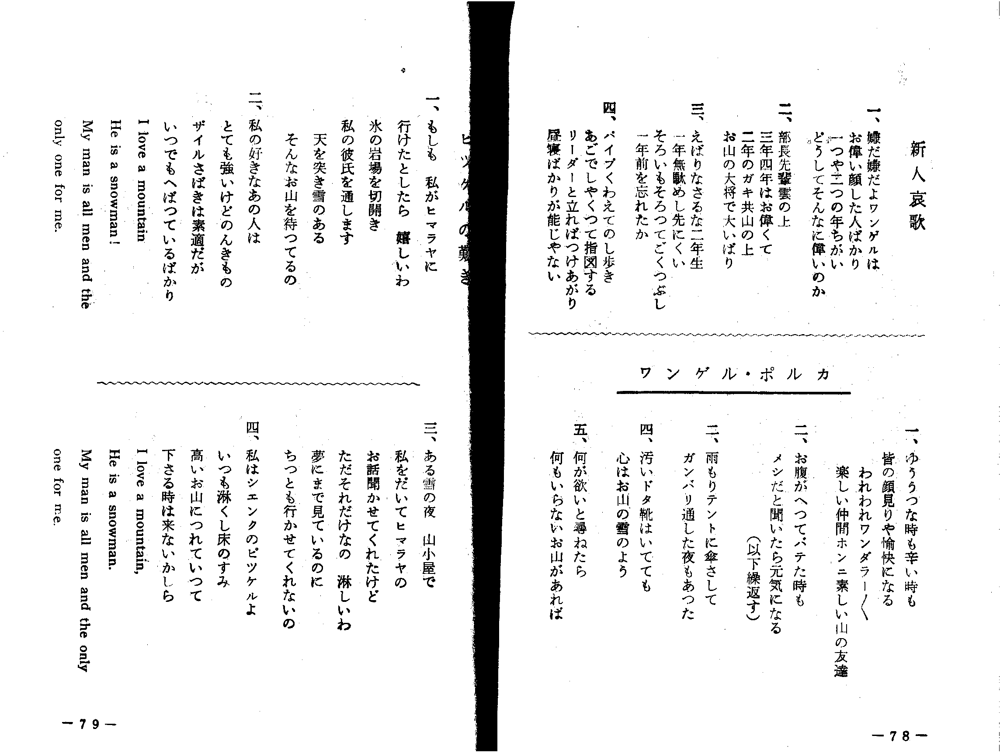 新人哀歌
一、嫌だ嫌だよワンゲルは
お偉い顔した人ばかり
一つや二つの年ちがい
どうしてそんなに偉いのか
二、部長先輩雲の上
三年四年はお偉くて
二年のガキ共山の上
お山の大将で大いばり
三、えばりなさるな二年生
一年無駄めし先にくい
そろいもそろつてごくつぶし
一年前を忘れたか
四、パイプくわえてのし歩き
あごでしやくつて指図する
リーダーと立ればつけあがり
昼寝ばかりが能じやない
ワンゲル・ポルカ
一、ゆううつな時も辛い時も
皆の顔見りや愉快になる
われわれワンダラー〳〵
楽しい仲間ホンニ素しい山の友達
二、お腹がへつてバテた時も
メシだと聞いたら元気になる
(以下繰返す)
二、雨もりテントに傘さして
ガンバリ通した夜もあつた
四、汚いドタ靴はいてても
心はお山の雪のよう
五、何が欲いと尋ねたら
何もいらないお山があれば
－78－
ピツケルの歎き
一、もしも 私がヒマラヤに
行けたとしたら 嬉しいわ
氷の岩場を切開き
私の彼氏を通します
天を突き雪のある
そんなお山を待つてるの
二、私の好きなあの人は
とても強いけどのんきもの
ザイルさばきは素適だが
いつでもへばつているばかり
I love a mountain
He is a snowman!
My man is all men and the
only one for me.
三、ある雪の夜 山小屋で
私をだいてヒマラヤの
お話聞かせてくれたけど
ただそれだけなの 淋しいわ
夢にまで見ているのに
ちつとも行かせてくれないの
四、私はシエンクのピツケルよ
いつも淋くし床のすみ
高いお山につれていつて
下さる時は来ないかしら
I love a mountain,
He is a snowman.
My man is all men and the only
one for me.
－79－